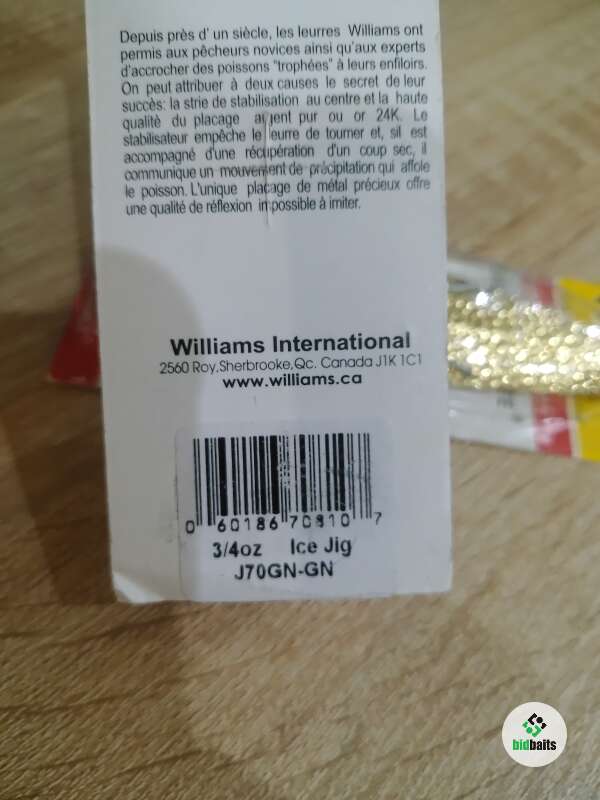 Depuis près d' un siècle, les leurres Williams ont
permis aux pêcheurs novices ainsi qu'aux experts
d'accrocher des poissons "trophées" à leurs enfiloirs.
On peut attribuer à deux causes le secret de leur
succès: la strie de stabilisation au centre et la haute
qualité du placage argent pur ou or 24K. Le
stabilisateur empêche le leurre de tourner et, sil est
accompagné d'une récupération d'un coup sec, il
communique un mouvement de précipitation qui affole
le poisson. L'unique placage de métal précieux offre
une qualité de réflexion impossible à imiter.
Williams International
2560 Roy,Sherbrooke,Qc. Canada J1K 1C1
www.williams.ca
0 60186 70810 7
3/4oz Ice Jig
J70GN-GN
bidbaits